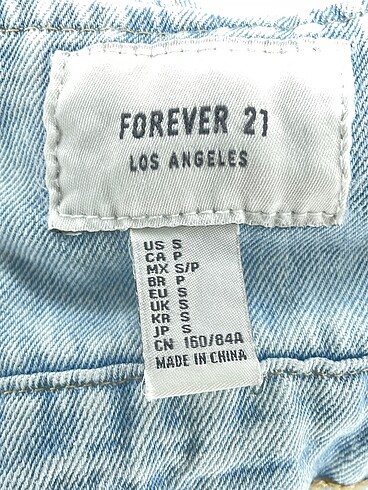 FOREVER 21
LOS ANGELES
US S
CA P
MX S/P
BR P
EU S
UK S
KR S
JP S
CN 160/84A
MADE IN CHINA